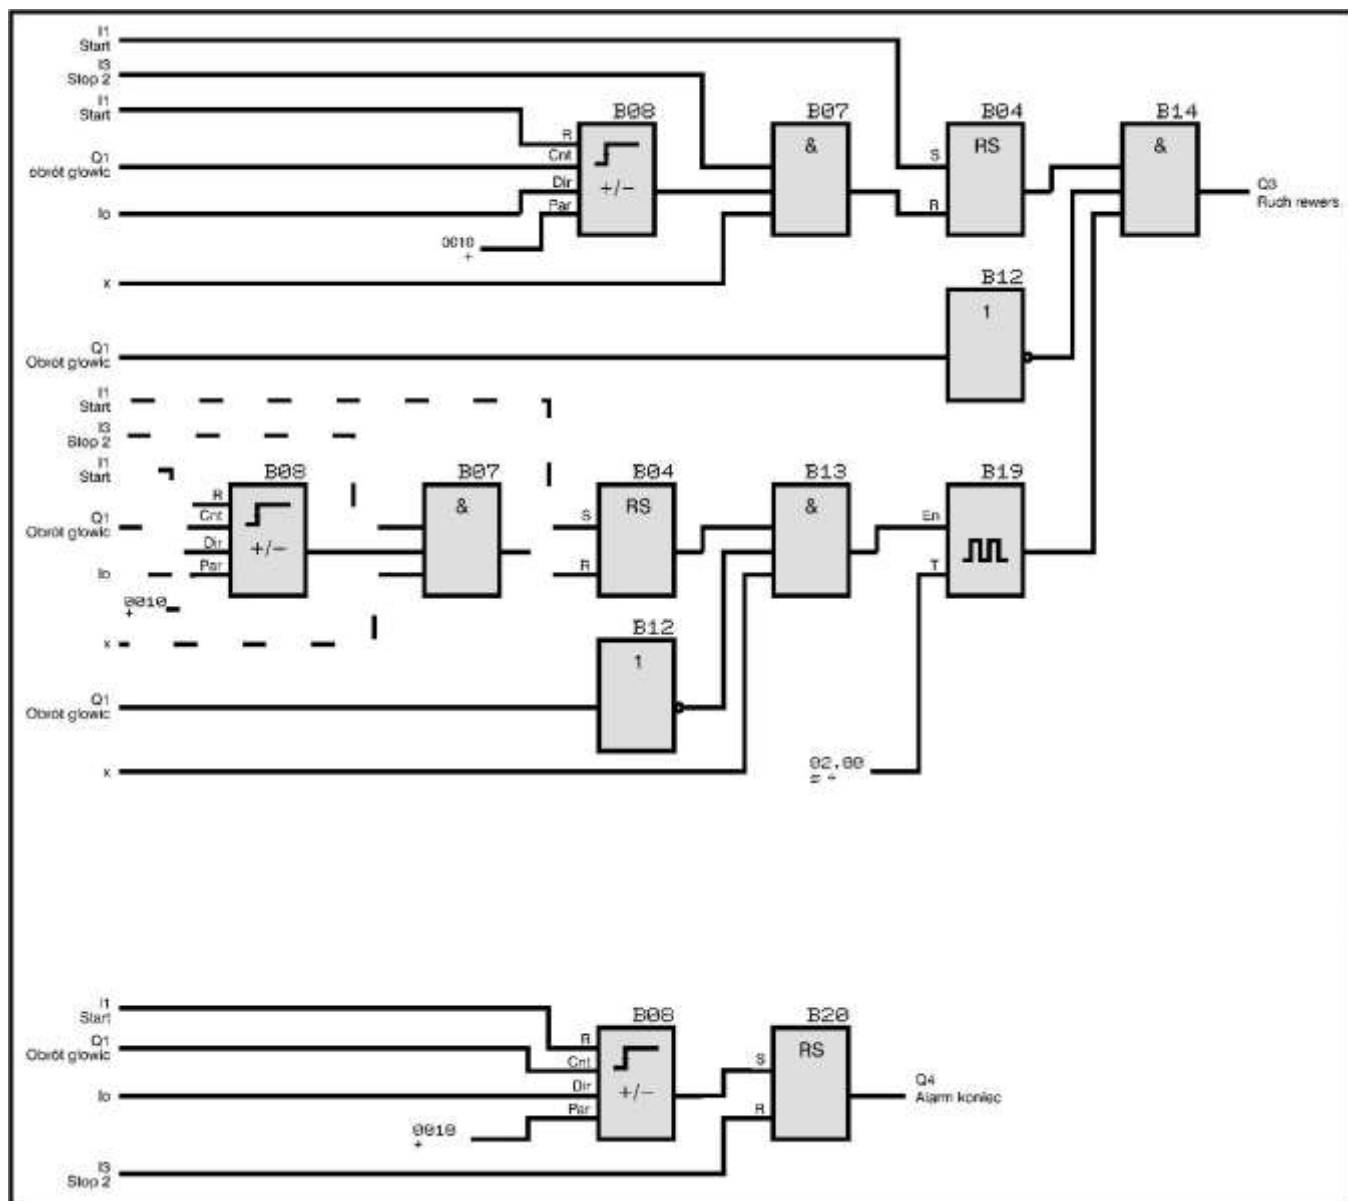 I1
Start
I3
Stop 2
I1
Start
Q1
obrót głowic
lo
x
B08
R
Cnt
Dir
Par
+/−
0010
+
B07
&
B04
RS
S
R
B14
&
Q3
Ruch rewers
B12
1
Q1
Obrót głowic
I1
Start
I3
Stop 2
I1
Start
Q1
Obrót głowic
lo
0010
+
x
B08
R
Cnt
Dir
Par
+/−
B07
&
B04
RS
S
R
B13
&
B19
En
T
B12
1
Q1
Obrót głowic
x
02.00
I1
Start
Q1
Obrót głowic
lo
0010
+
I3
Stop 2
B08
R
Cnt
Dir
Par
+/−
B20
RS
S
R
Q4
Alarm koniec